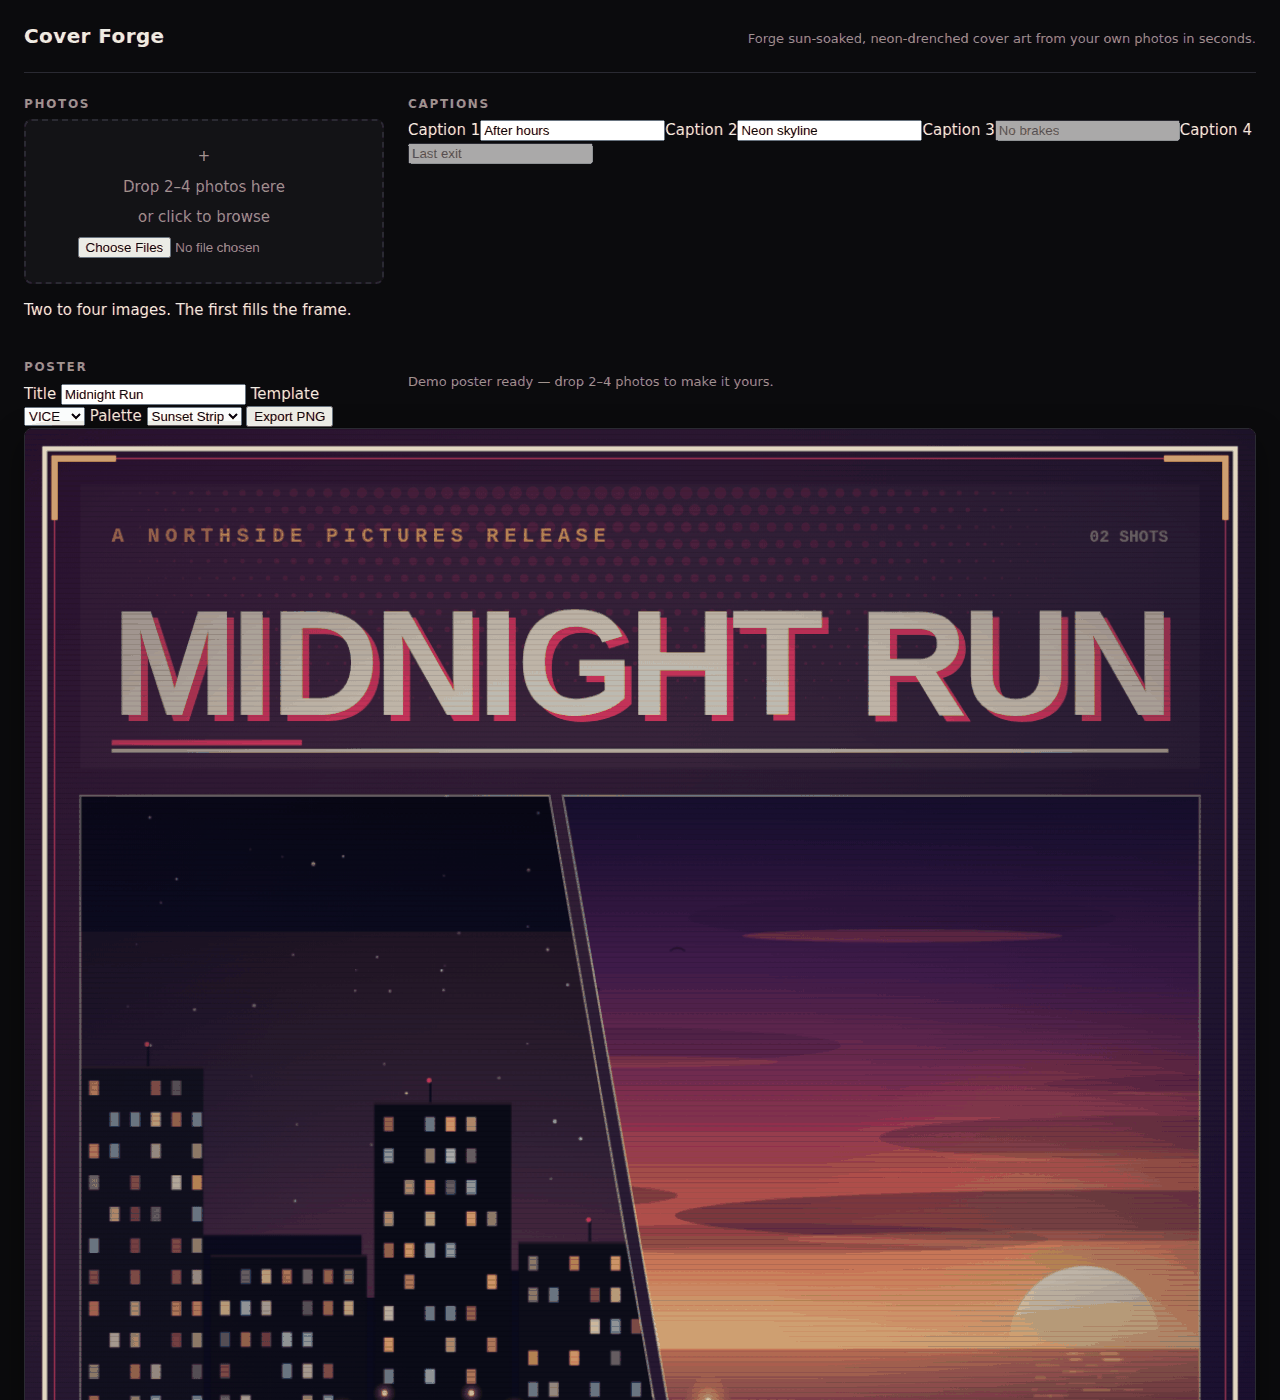 Cover Forge
Forge sun-soaked, neon-drenched cover art from your own photos in seconds.
PHOTOS
+
Drop 2–4 photos here
or click to browse
Choose Files No file chosen
Two to four images. The first fills the frame.
CAPTIONS
Caption 1 After hours Caption 2 Neon skyline Caption 3 No brakes Caption 4
Last exit
POSTER
Title Midnight Run Template
VICE Palette Sunset Strip Export PNG
Demo poster ready — drop 2–4 photos to make it yours.
A NORTHSIDE PICTURES RELEASE
02 SHOTS
MIDNIGHT RUN